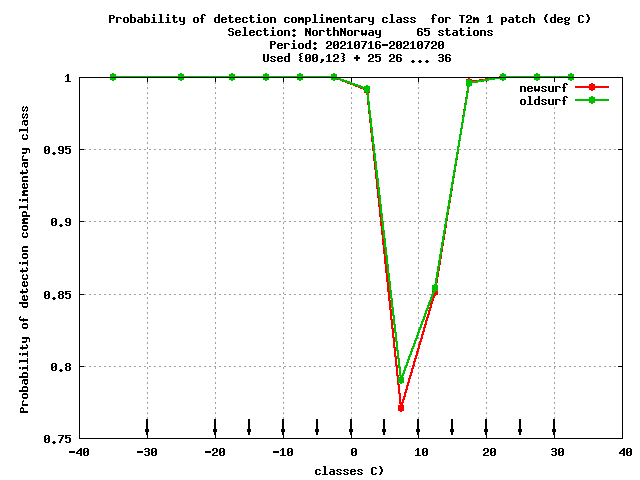 Probability of detection complimentary class  for T2m 1 patch (deg C)
Selection: NorthNorway     65 stations
Period: 20210716-20210720
Used {00,12} + 25 26 ... 36
newsurf
oldsurf
Probability of detection complimentary class
1
0.95
0.9
0.85
0.8
0.75
-40 -30 -20 -10 0 10 20 30 40
classes C)